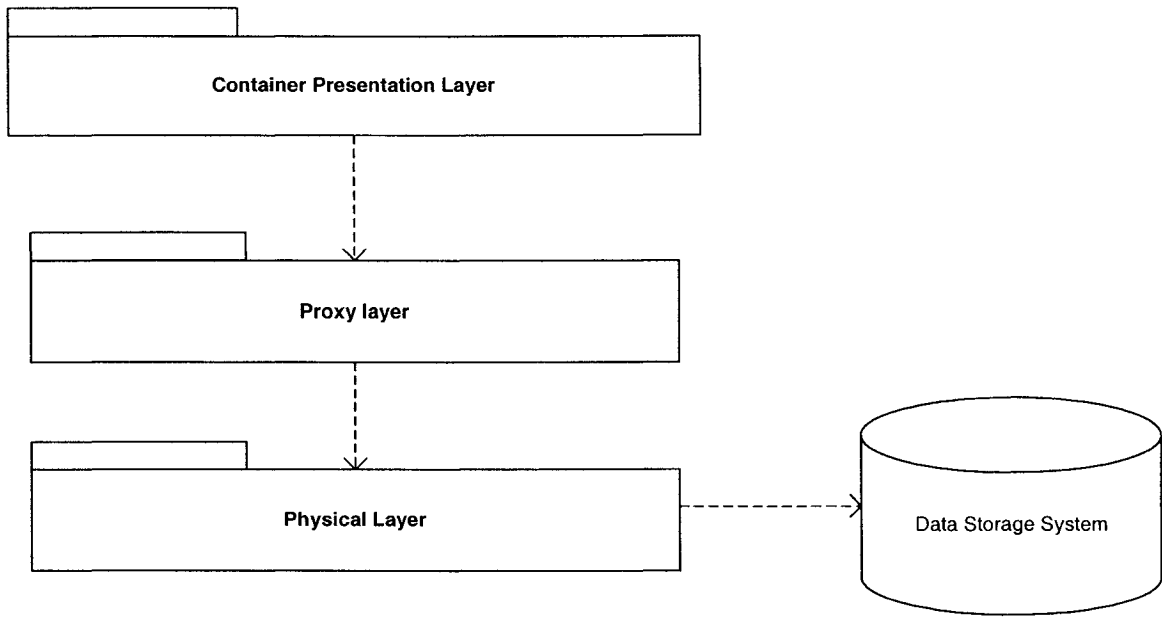 Container Presentation Layer
Proxy layer
Physical Layer
Data Storage System